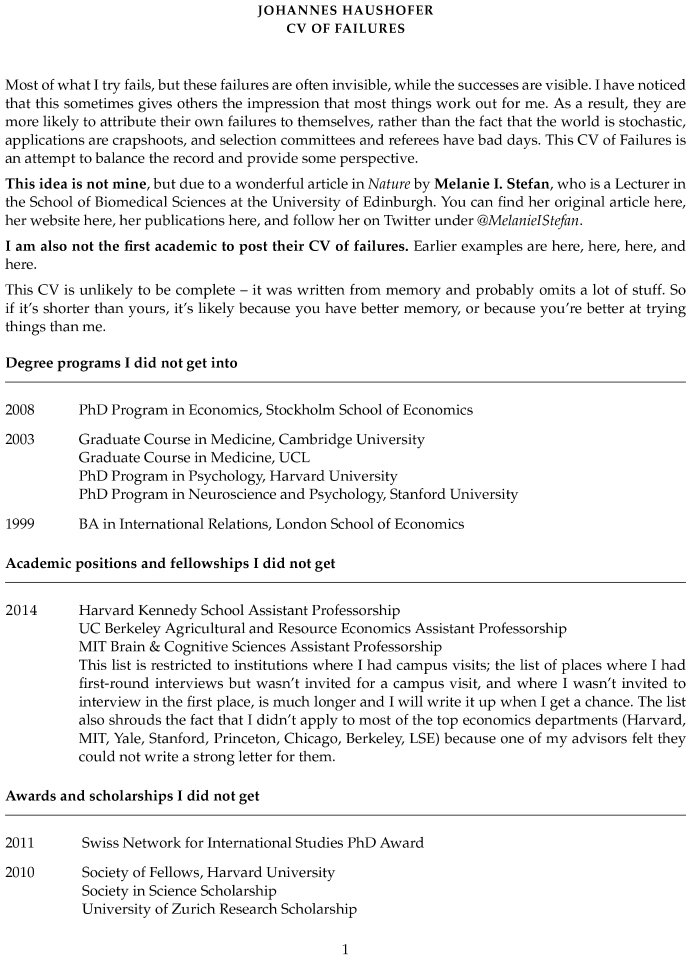 JOHANNES HAUSHOFER
CV OF FAILURES
Most of what I try fails, but these failures are often invisible, while the successes are visible. I have noticed
that this sometimes gives others the impression that most things work out for me. As a result, they are
more likely to attribute their own failures to themselves, rather than the fact that the world is stochastic,
applications are crapshoots, and selection committees and referees have bad days. This CV of Failures is
an attempt to balance the record and provide some perspective.
This idea is not mine, but due to a wonderful article in Nature by Melanie I. Stefan, who is a Lecturer in
the School of Biomedical Sciences at the University of Edinburgh. You can find her original article here,
her website here, her publications here, and follow her on Twitter under @MelanieIStefan.
I am also not the first academic to post their CV of failures. Earlier examples are here, here, here, and
here.
This CV is unlikely to be complete – it was written from memory and probably omits a lot of stuff. So
if it's shorter than yours, it's likely because you have better memory, or because you're better at trying
things than me.
Degree programs I did not get into
2008 PhD Program in Economics, Stockholm School of Economics
2003 Graduate Course in Medicine, Cambridge University
Graduate Course in Medicine, UCL
PhD Program in Psychology, Harvard University
PhD Program in Neuroscience and Psychology, Stanford University
1999 BA in International Relations, London School of Economics
Academic positions and fellowships I did not get
2014 Harvard Kennedy School Assistant Professorship
UC Berkeley Agricultural and Resource Economics Assistant Professorship
MIT Brain & Cognitive Sciences Assistant Professorship
This list is restricted to institutions where I had campus visits; the list of places where I had
first-round interviews but wasn't invited for a campus visit, and where I wasn't invited to
interview in the first place, is much longer and I will write it up when I get a chance. The list
also shrouds the fact that I didn't apply to most of the top economics departments (Harvard,
MIT, Yale, Stanford, Princeton, Chicago, Berkeley, LSE) because one of my advisors felt they
could not write a strong letter for them.
Awards and scholarships I did not get
2011 Swiss Network for International Studies PhD Award
2010 Society of Fellows, Harvard University
Society in Science Scholarship
University of Zurich Research Scholarship
1